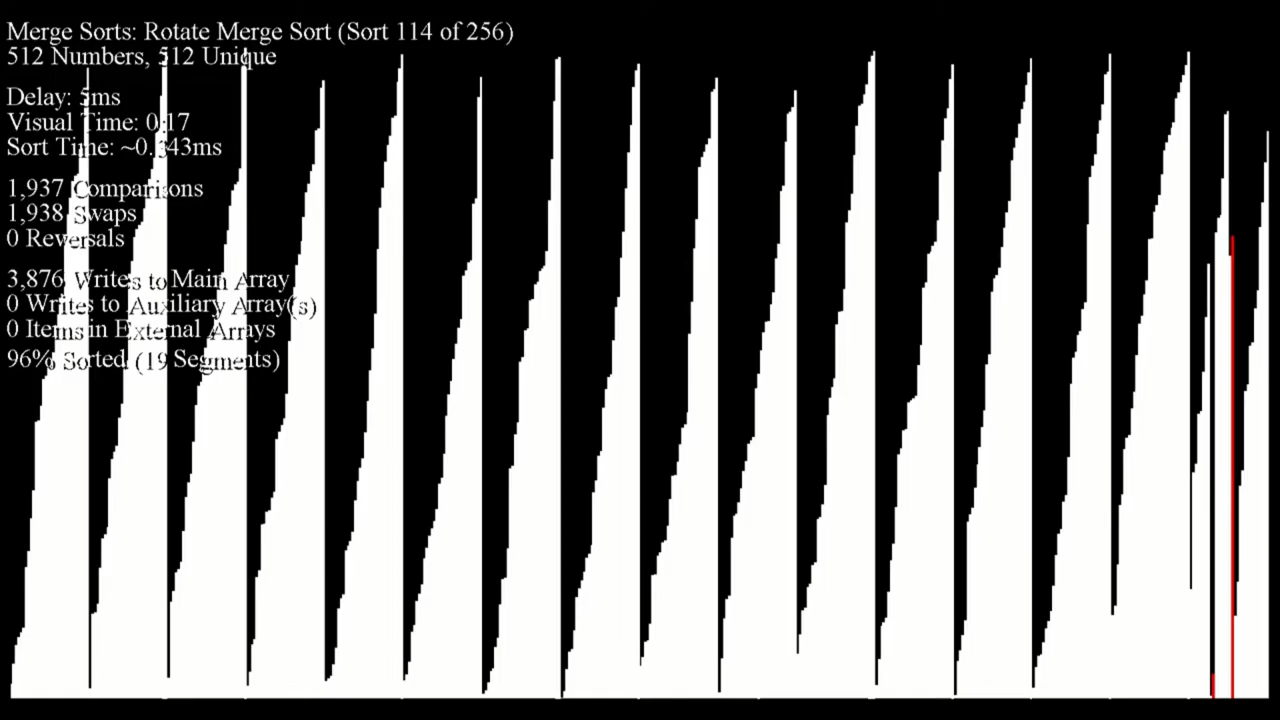 Merge Sorts: Rotate Merge Sort (Sort 114 of 256)
512 Numbers, 512 Unique
Delay: 5ms
Visual Time: 0:17
Sort Time: ~0.343ms
1,937 Comparisons
1,938 Swaps
0 Reversals
3,876 Writes to Main Array
0 Writes to Auxiliary Array(s)
0 Items in External Arrays
96% Sorted (19 Segments)